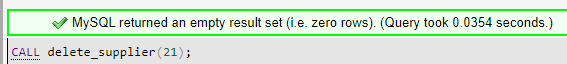 MySQL returned an empty result set (i.e. zero rows). (Query took 0.0354 seconds.)
CALL delete_supplier(21);